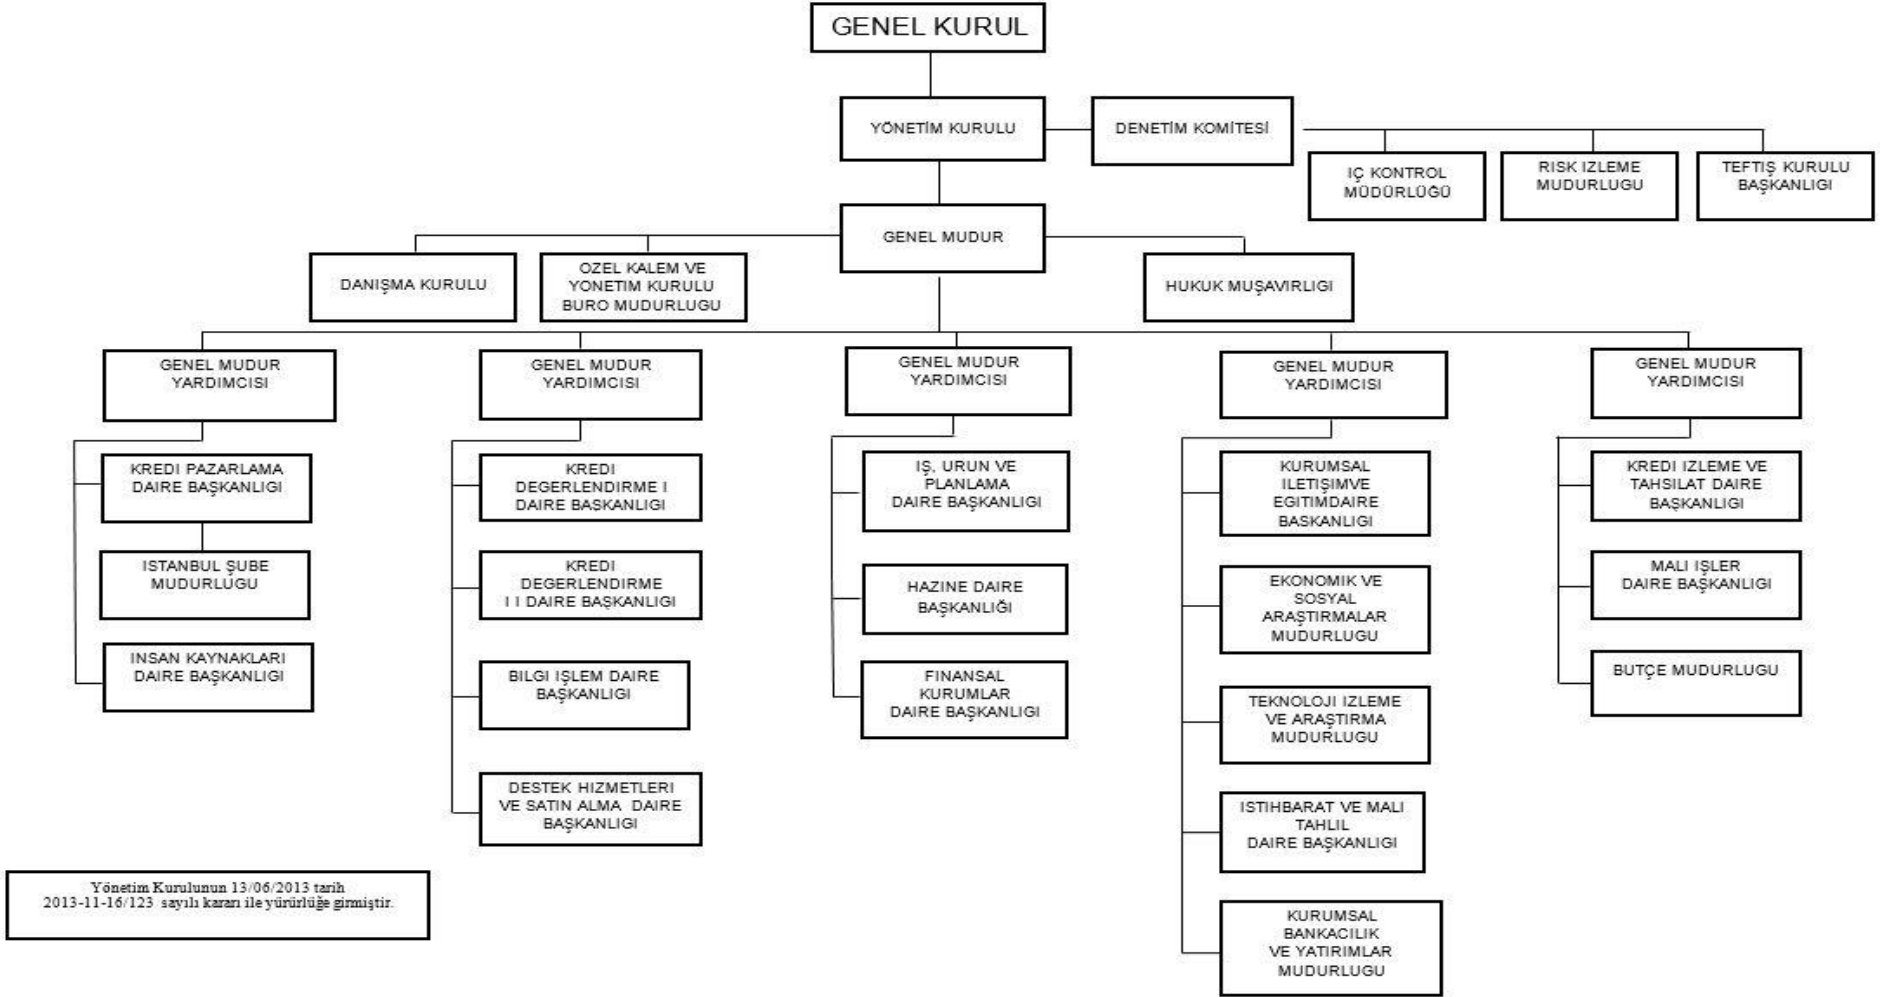 GENEL KURUL
YÖNETİM KURULU
DENETİM KOMİTESİ
IÇ KONTROL
MÜDÜRLÜĞÜ
RISK IZLEME
MUDURLUGU
TEFTIŞ KURULU
BAŞKANLIGI
GENEL MUDUR
DANIŞMA KURULU
OZEL KALEM VE
YONETIM KURULU
BURO MUDURLUGU
HUKUK MUŞAVIRLIGI
GENEL MUDUR
YARDIMCISI
GENEL MUDUR
YARDIMCISI
GENEL MUDUR
YARDIMCISI
GENEL MUDUR
YARDIMCISI
GENEL MUDUR
YARDIMCISI
KREDI PAZARLAMA
DAIRE BAŞKANLIGI
ISTANBUL ŞUBE
MUDURLUGU
INSAN KAYNAKLARI
DAIRE BAŞKANLIGI
KREDI
DEGERLENDIRME I
DAIRE BAŞKANLIGI
KREDI
DEGERLENDIRME
I I DAIRE BAŞKANLIGI
BILGI IŞLEM DAIRE
BAŞKANLIGI
DESTEK HIZMETLERI
VE SATIN ALMA DAIRE
BAŞKANLIGI
IŞ, URUN VE
PLANLAMA
DAIRE BAŞKANLIGI
HAZINE DAIRE
BAŞKANLIĞI
FINANSAL
KURUMLAR
DAIRE BAŞKANLIGI
KURUMSAL
ILETIŞIMVE
EGITIMDAIRE
BASKANLIGI
EKONOMIK VE
SOSYAL
ARAŞTIRMALAR
MUDURLUGU
TEKNOLOJI IZLEME
VE ARAŞTIRMA
MUDURLUGU
ISTIHBARAT VE MALI
TAHLIL
DAIRE BAŞKANLIGI
KURUMSAL
BANKACILIK
VE YATIRIMLAR
MUDURLUGU
KREDI IZLEME VE
TAHSILAT DAIRE
BAŞKANLIGI
MALI IŞLER
DAIRE BAŞKANLIGI
BUTÇE MUDURLUGU
Yönetim Kurulunun 13/06/2013 tarih
2013-11-16/123 sayılı kararı ile yürürlüğe girmiştir.